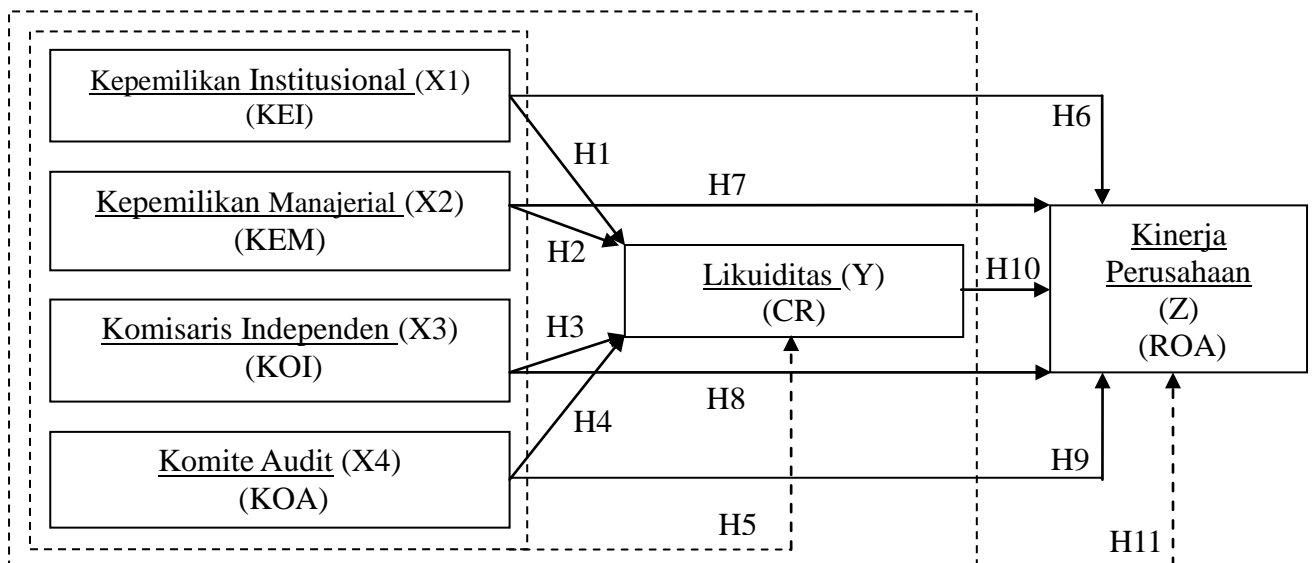 Kepemilikan Institusional (X1)
(KEI)
H6
H1
Kepemilikan Manajerial (X2)
(KEM)
H7
H2
Kinerja
Perusahaan
(Z)
(ROA)
Likuiditas (Y)
(CR)
H10
Komisaris Independen (X3)
(KOI)
H3
H8
H4
Komite Audit (X4)
(KOA)
H9
H5
H11